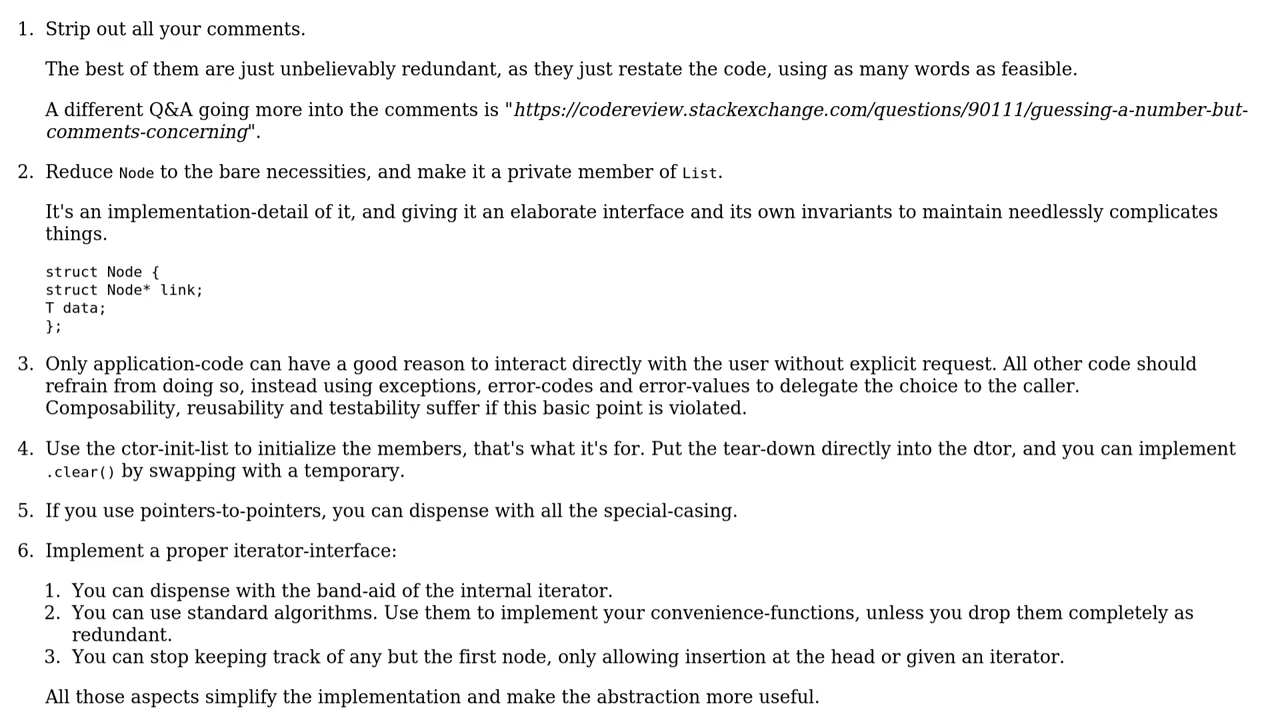 1. Strip out all your comments.
The best of them are just unbelievably redundant, as they just restate the code, using as many words as feasible.
A different Q&A going more into the comments is "https://codereview.stackexchange.com/questions/90111/guessing-a-number-but-
comments-concerning".
2. Reduce Node to the bare necessities, and make it a private member of List.
It's an implementation-detail of it, and giving it an elaborate interface and its own invariants to maintain needlessly complicates
things.
struct Node {
struct Node* link;
T data;
};
3. Only application-code can have a good reason to interact directly with the user without explicit request. All other code should
refrain from doing so, instead using exceptions, error-codes and error-values to delegate the choice to the caller.
Composability, reusability and testability suffer if this basic point is violated.
4. Use the ctor-init-list to initialize the members, that's what it's for. Put the tear-down directly into the dtor, and you can implement
.clear() by swapping with a temporary.
5. If you use pointers-to-pointers, you can dispense with all the special-casing.
6. Implement a proper iterator-interface:
1. You can dispense with the band-aid of the internal iterator.
2. You can use standard algorithms. Use them to implement your convenience-functions, unless you drop them completely as
redundant.
3. You can stop keeping track of any but the first node, only allowing insertion at the head or given an iterator.
All those aspects simplify the implementation and make the abstraction more useful.